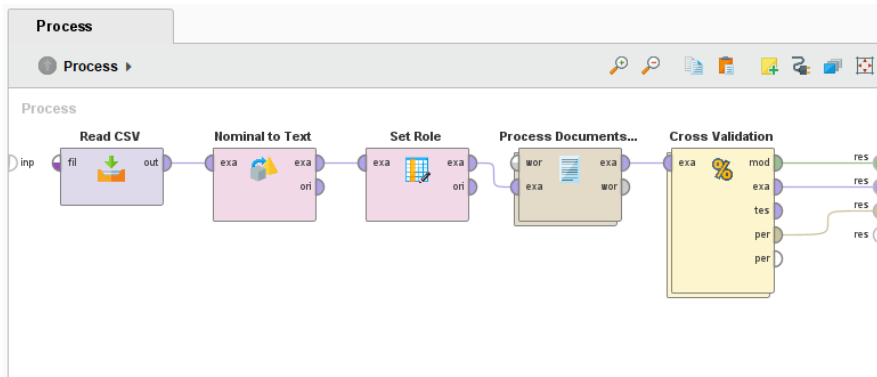 Process
Process
Process
Read CSV
Nominal to Text
Set Role
Process Documents...
Cross Validation
inp
fil
out
exa
exa
ori
exa
exa
ori
wor
exa
exa
wor
exa
mod
exa
tes
per
per
res
res
res
res